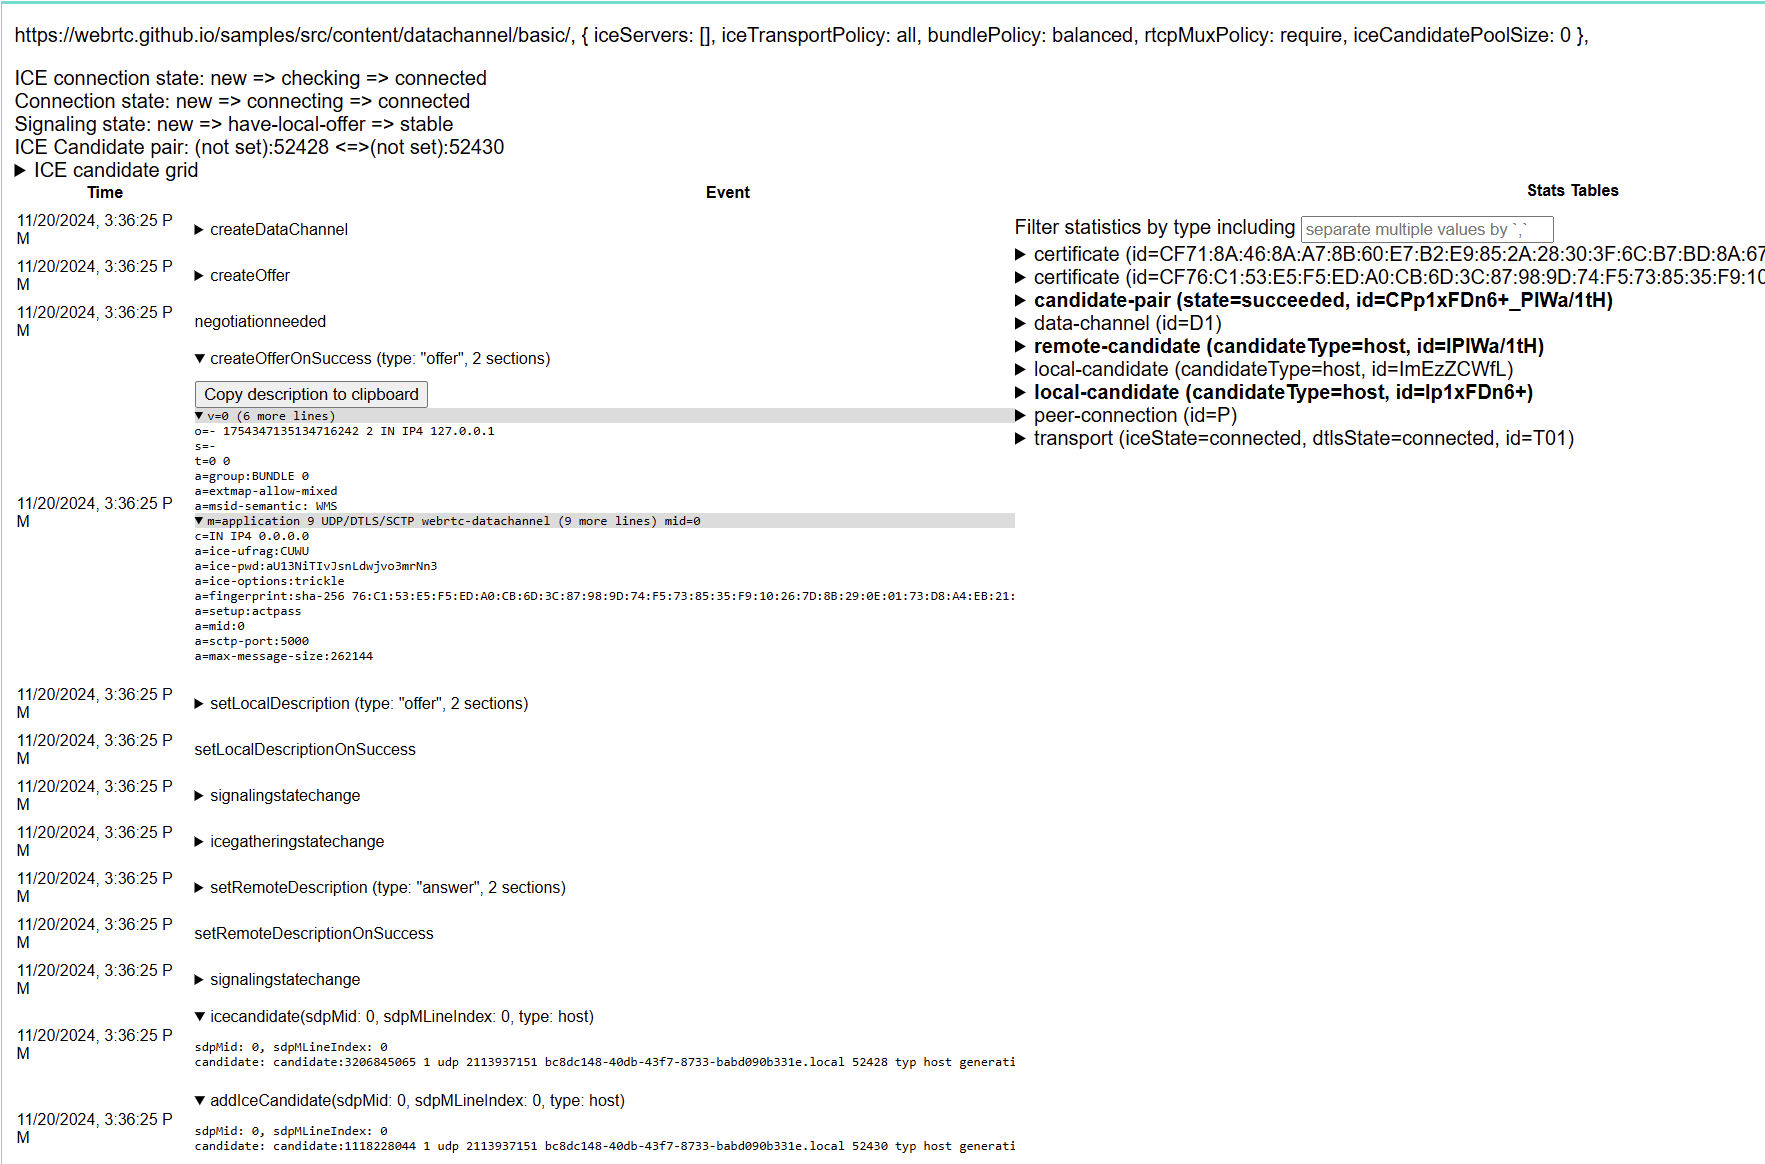 https://webrtc.github.io/samples/src/content/datachannel/basic/, { iceServers: [], iceTransportPolicy: all, bundlePolicy: balanced, rtcpMuxPolicy: require, iceCandidatePoolSize: 0 },
ICE connection state: new => checking => connected
Connection state: new => connecting => connected
Signaling state: new => have-local-offer => stable
ICE Candidate pair: (not set):52428 <=>(not set):52430
▶ ICE candidate grid
Time
Event
11/20/2024, 3:36:25 P
M
▶ createDataChannel
11/20/2024, 3:36:25 P
M
▶ createOffer
11/20/2024, 3:36:25 P
M
negotiationneeded
11/20/2024, 3:36:25 P
M
▼ createOfferOnSuccess (type: "offer", 2 sections)
Copy description to clipboard
▼ v=0 (6 more lines)
o=- 1754347135134716242 2 IN IP4 127.0.0.1
s=-
t=0 0
a=group:BUNDLE 0
a=extmap-allow-mixed
a=msid-semantic: WMS
▼ m=application 9 UDP/DTLS/SCTP webrtc-datachannel (9 more lines) mid=0
c=IN IP4 0.0.0.0
a=ice-ufrag:CUWU
a=ice-pwd:aU13NiTIvJsnLdwjvo3mrNn3
a=ice-options:trickle
a=fingerprint:sha-256 76:C1:53:E5:F5:ED:A0:CB:6D:3C:87:98:9D:74:F5:73:85:35:F9:10:26:7D:8B:29:0E:01:73:D8:A4:EB:21:
a=setup:actpass
a=mid:0
a=sctp-port:5000
a=max-message-size:262144
11/20/2024, 3:36:25 P
M
▶ setLocalDescription (type: "offer", 2 sections)
11/20/2024, 3:36:25 P
M
setLocalDescriptionOnSuccess
11/20/2024, 3:36:25 P
M
▶ signalingstatechange
11/20/2024, 3:36:25 P
M
▶ icegatheringstatechange
11/20/2024, 3:36:25 P
M
▶ setRemoteDescription (type: "answer", 2 sections)
11/20/2024, 3:36:25 P
M
setRemoteDescriptionOnSuccess
11/20/2024, 3:36:25 P
M
▶ signalingstatechange
11/20/2024, 3:36:25 P
M
▼ icecandidate(sdpMid: 0, sdpMLineIndex: 0, type: host)
sdpMid: 0, sdpMLineIndex: 0
candidate: candidate:3206845065 1 udp 2113937151 bc8dc148-40db-43f7-8733-babd090b331e.local 52428 typ host generati
11/20/2024, 3:36:25 P
M
▼ addIceCandidate(sdpMid: 0, sdpMLineIndex: 0, type: host)
sdpMid: 0, sdpMLineIndex: 0
candidate: candidate:1118228044 1 udp 2113937151 bc8dc148-40db-43f7-8733-babd090b331e.local 52430 typ host generati
Stats Tables
Filter statistics by type including separate multiple values by `,`
▶ certificate (id=CF71:8A:46:8A:A7:8B:60:E7:B2:E9:85:2A:28:30:3F:6C:B7:BD:8A:67
▶ certificate (id=CF76:C1:53:E5:F5:ED:A0:CB:6D:3C:87:98:9D:74:F5:73:85:35:F9:10
▶ candidate-pair (state=succeeded, id=CPp1xFDn6+_PlWa/1tH)
▶ data-channel (id=D1)
▶ remote-candidate (candidateType=host, id=IPlWa/1tH)
▶ local-candidate (candidateType=host, id=ImEzZCWfL)
▶ local-candidate (candidateType=host, id=Ip1xFDn6+)
▶ peer-connection (id=P)
▶ transport (iceState=connected, dtlsState=connected, id=T01)